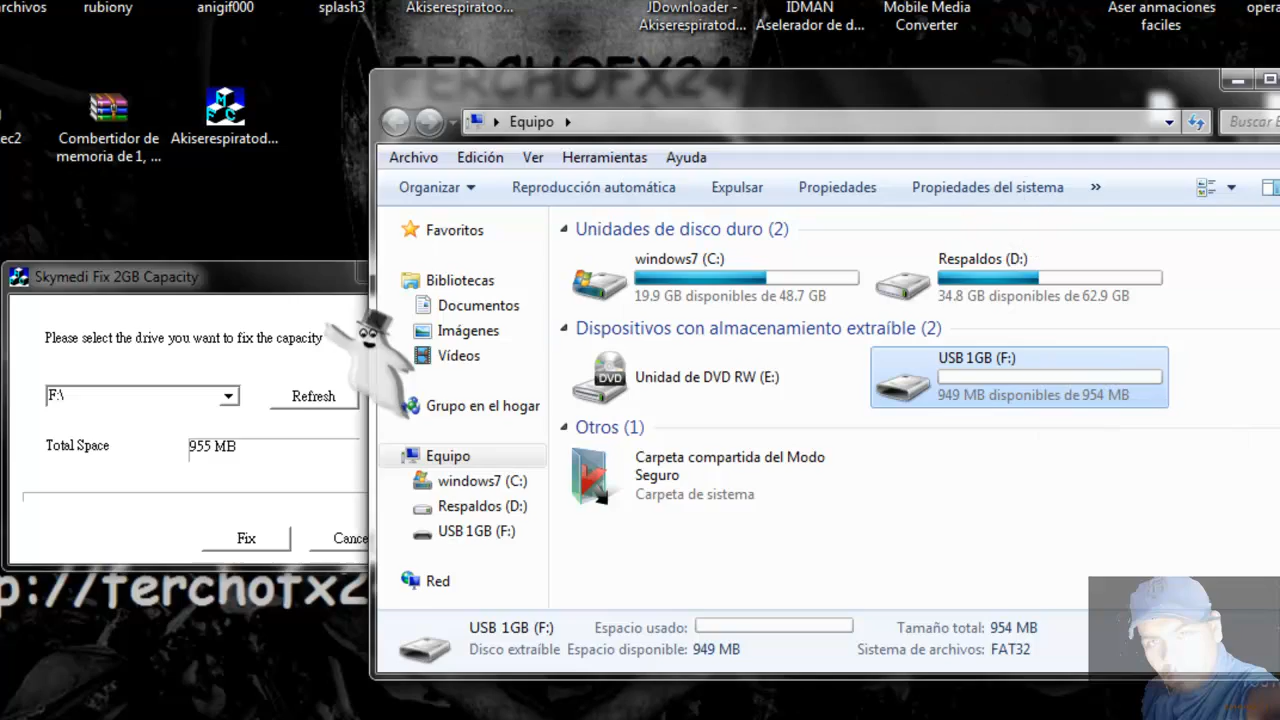 archivos
rubiony
anigif000
splash3
Akiserespiratoo...
JDownloader -
Akiserespiratod...
IDMAN
Aselerador de d...
Mobile Media
Converter
Aser anmaciones
faciles
opera
FERCHOFX24
ec2
Combertidor de
memoria de 1, ...
Akiserespiratod...
Equipo
Buscar E
Archivo
Edición
Ver
Herramientas
Ayuda
Organizar
Reproducción automática
Expulsar
Propiedades
Propiedades del sistema
»
Favoritos
Bibliotecas
Documentos
Imágenes
Vídeos
Grupo en el hogar
Equipo
windows7 (C:)
Respaldos (D:)
USB 1GB (F:)
Red
Unidades de disco duro (2)
windows7 (C:)
19.9 GB disponibles de 48.7 GB
Respaldos (D:)
34.8 GB disponibles de 62.9 GB
Dispositivos con almacenamiento extraíble (2)
DVD
Unidad de DVD RW (E:)
USB 1GB (F:)
949 MB disponibles de 954 MB
Otros (1)
Carpeta compartida del Modo
Seguro
Carpeta de sistema
USB 1GB (F:)
Espacio usado:
Tamaño total: 954 MB
Disco extraíble
Espacio disponible: 949 MB
Sistema de archivos: FAT32
Skymedi Fix 2GB Capacity
Please select the drive you want to fix the capacity
F:\
Refresh
Total Space
955 MB
Fix
Cance
p://ferchofx2